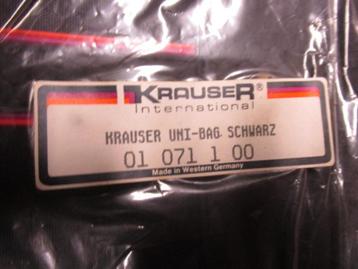 KRAUSER®
International
KRAUSER UNI-BAG SCHWARZ
01 071 1 00
Made in Western Germany